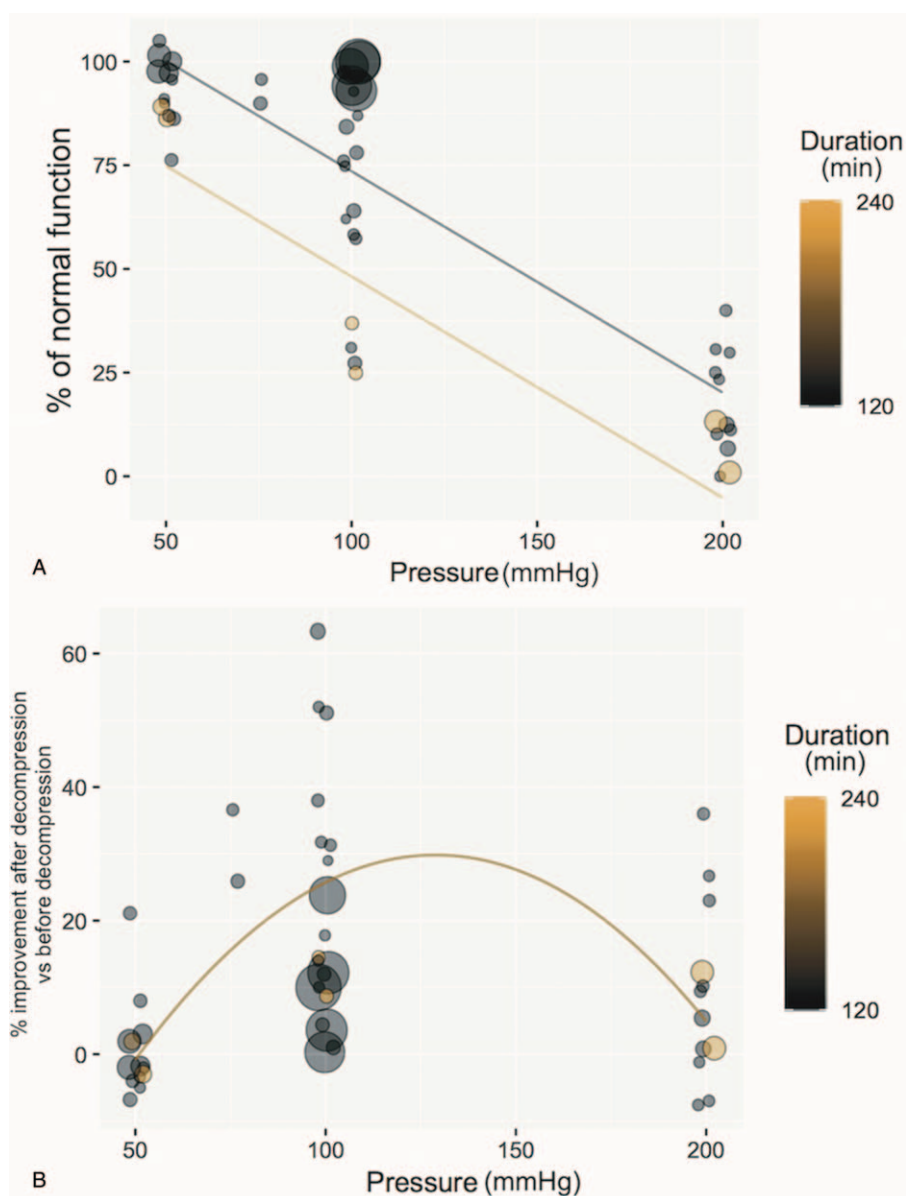 100
75
50
25
0
% of normal function
50
100
150
200
Pressure (mmHg)
A
Duration
(min)
240
120
60
40
20
0
% improvement after decompression
vs before decompression
50
100
150
200
Pressure (mmHg)
B
Duration
(min)
240
120